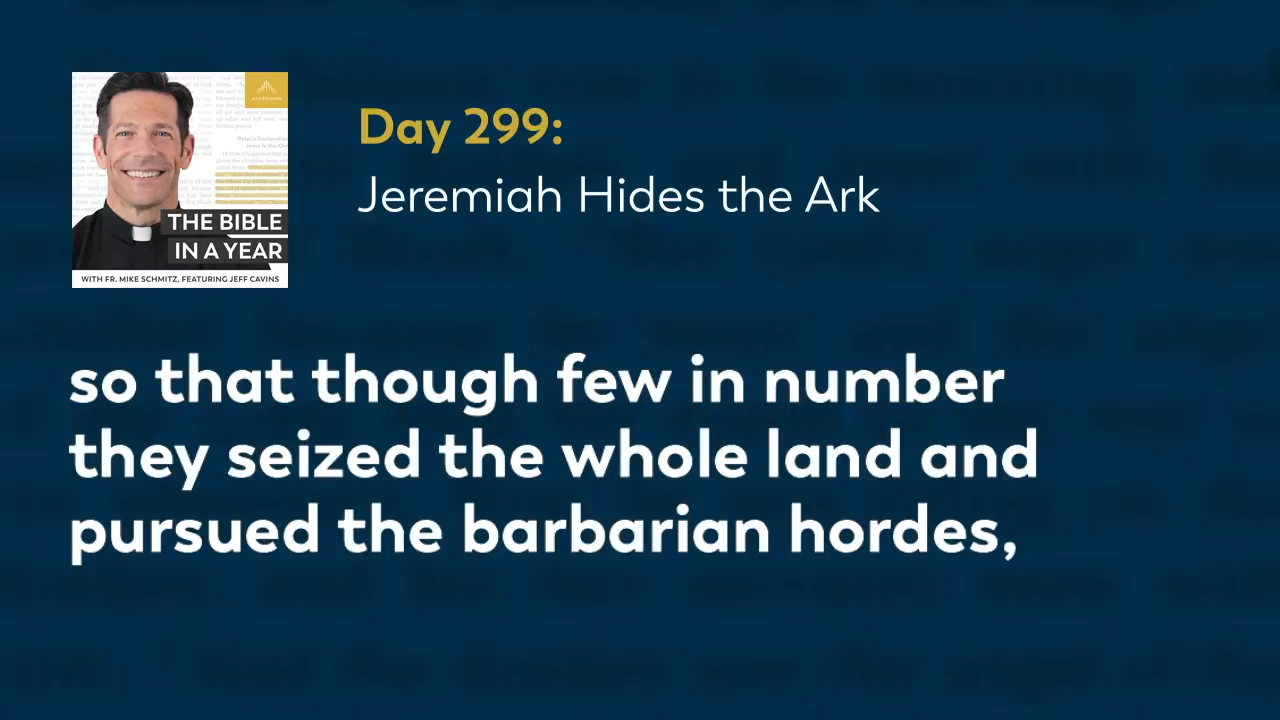 Day 299:
Jeremiah Hides the Ark
THE BIBLE
IN A YEAR
WITH FR. MIKE SCHMITZ, FEATURING JEFF CAVINS
so that though few in number
they seized the whole land and
pursued the barbarian hordes,